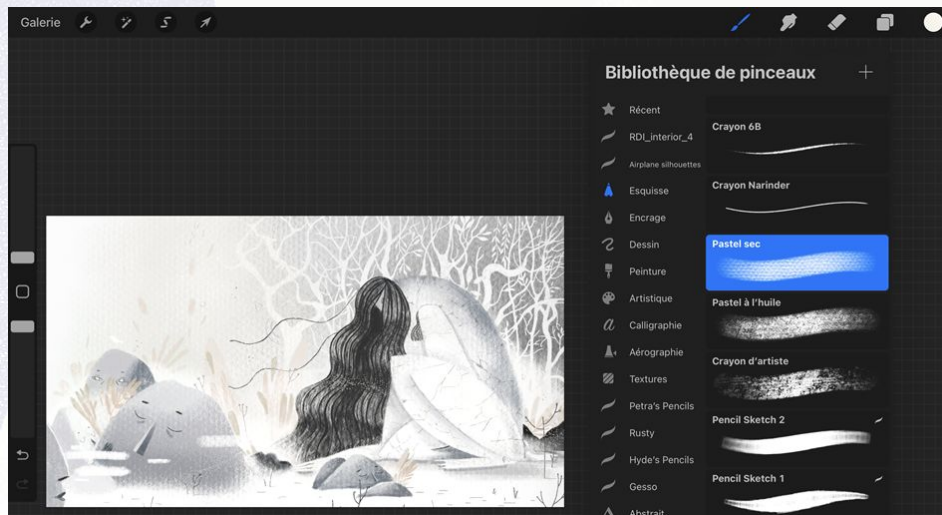 Galerie
Bibliothèque de pinceaux
Récent
RDI_interior_4
Airplane silhouettes
Esquisse
Encrage
Dessin
Peinture
Artistique
Calligraphie
Aérographie
Textures
Petra's Pencils
Rusty
Hyde's Pencils
Gesso
Abstrait
Crayon 6B
Crayon Narinder
Pastel sec
Pastel à l'huile
Crayon d'artiste
Pencil Sketch 2
Pencil Sketch 1